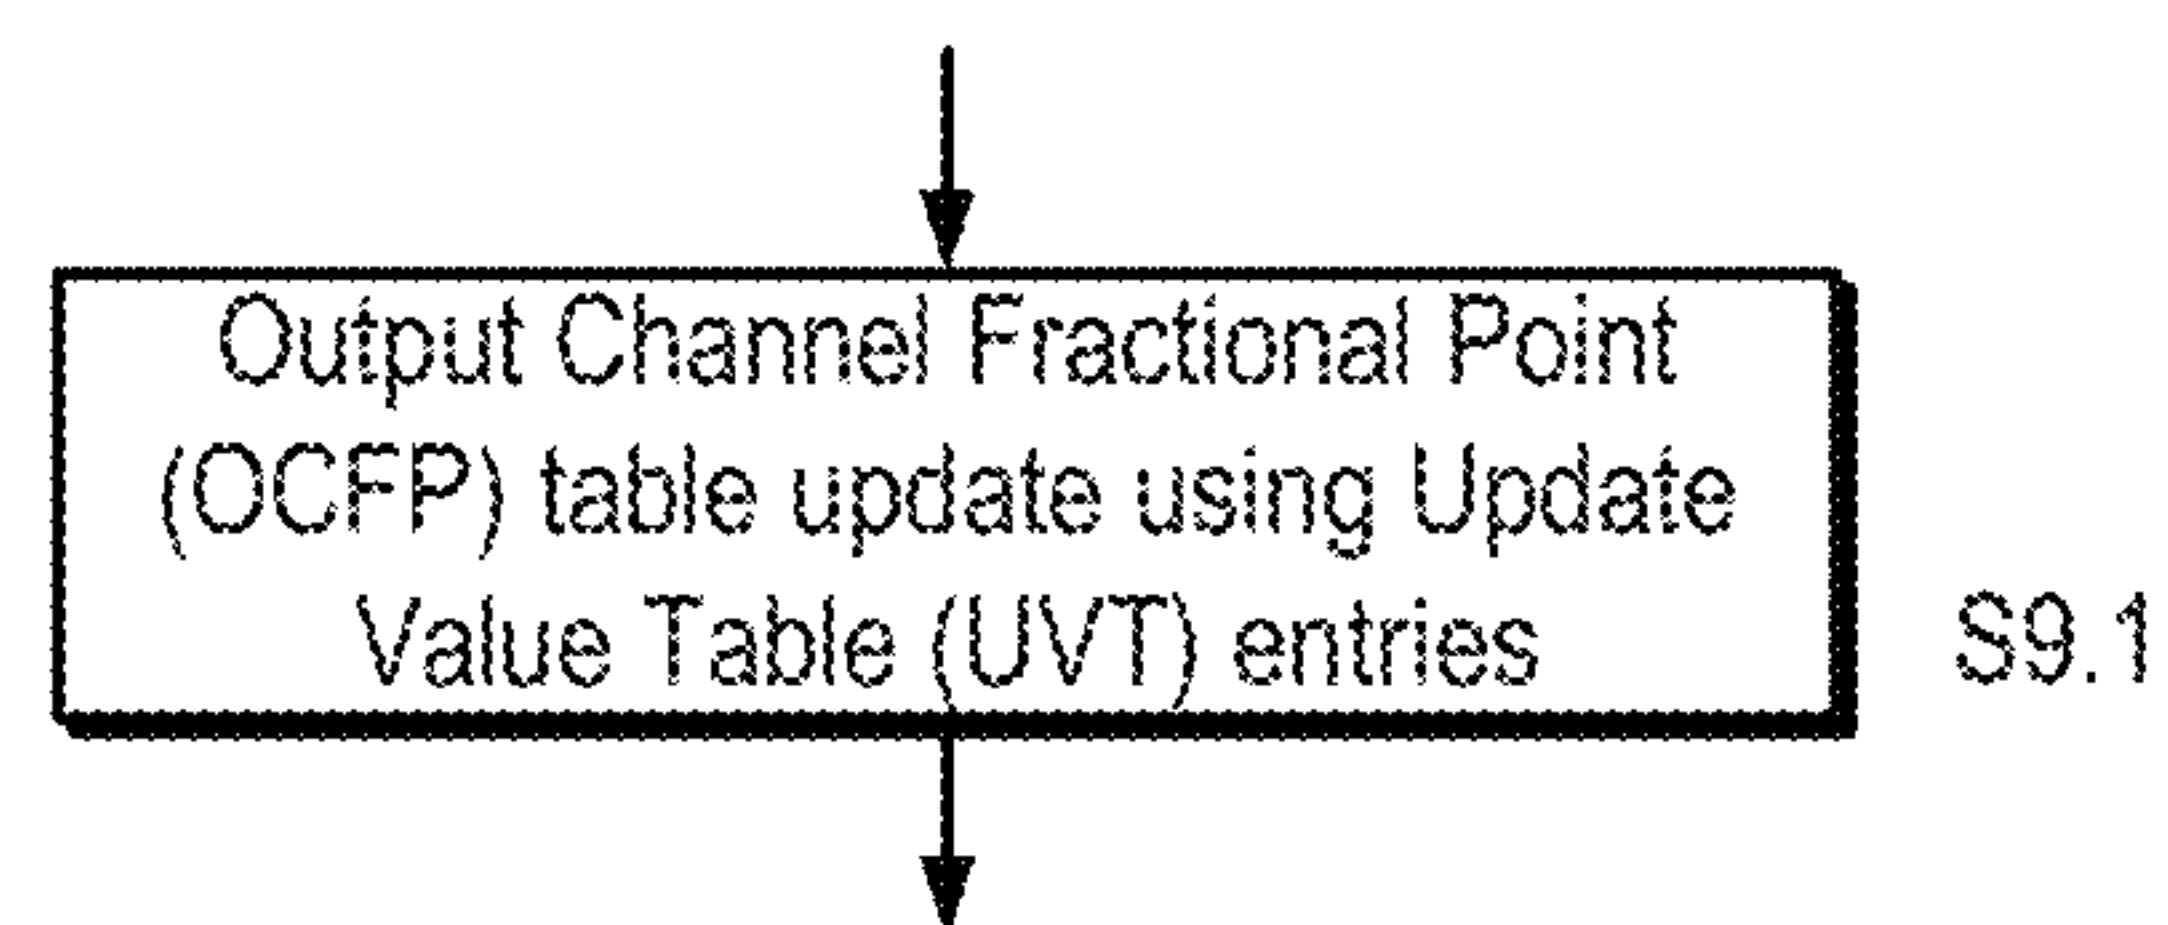 Output Channel Fractional Point
(OCFP) table update using Update
Value Table (UVT) entries
S9.1